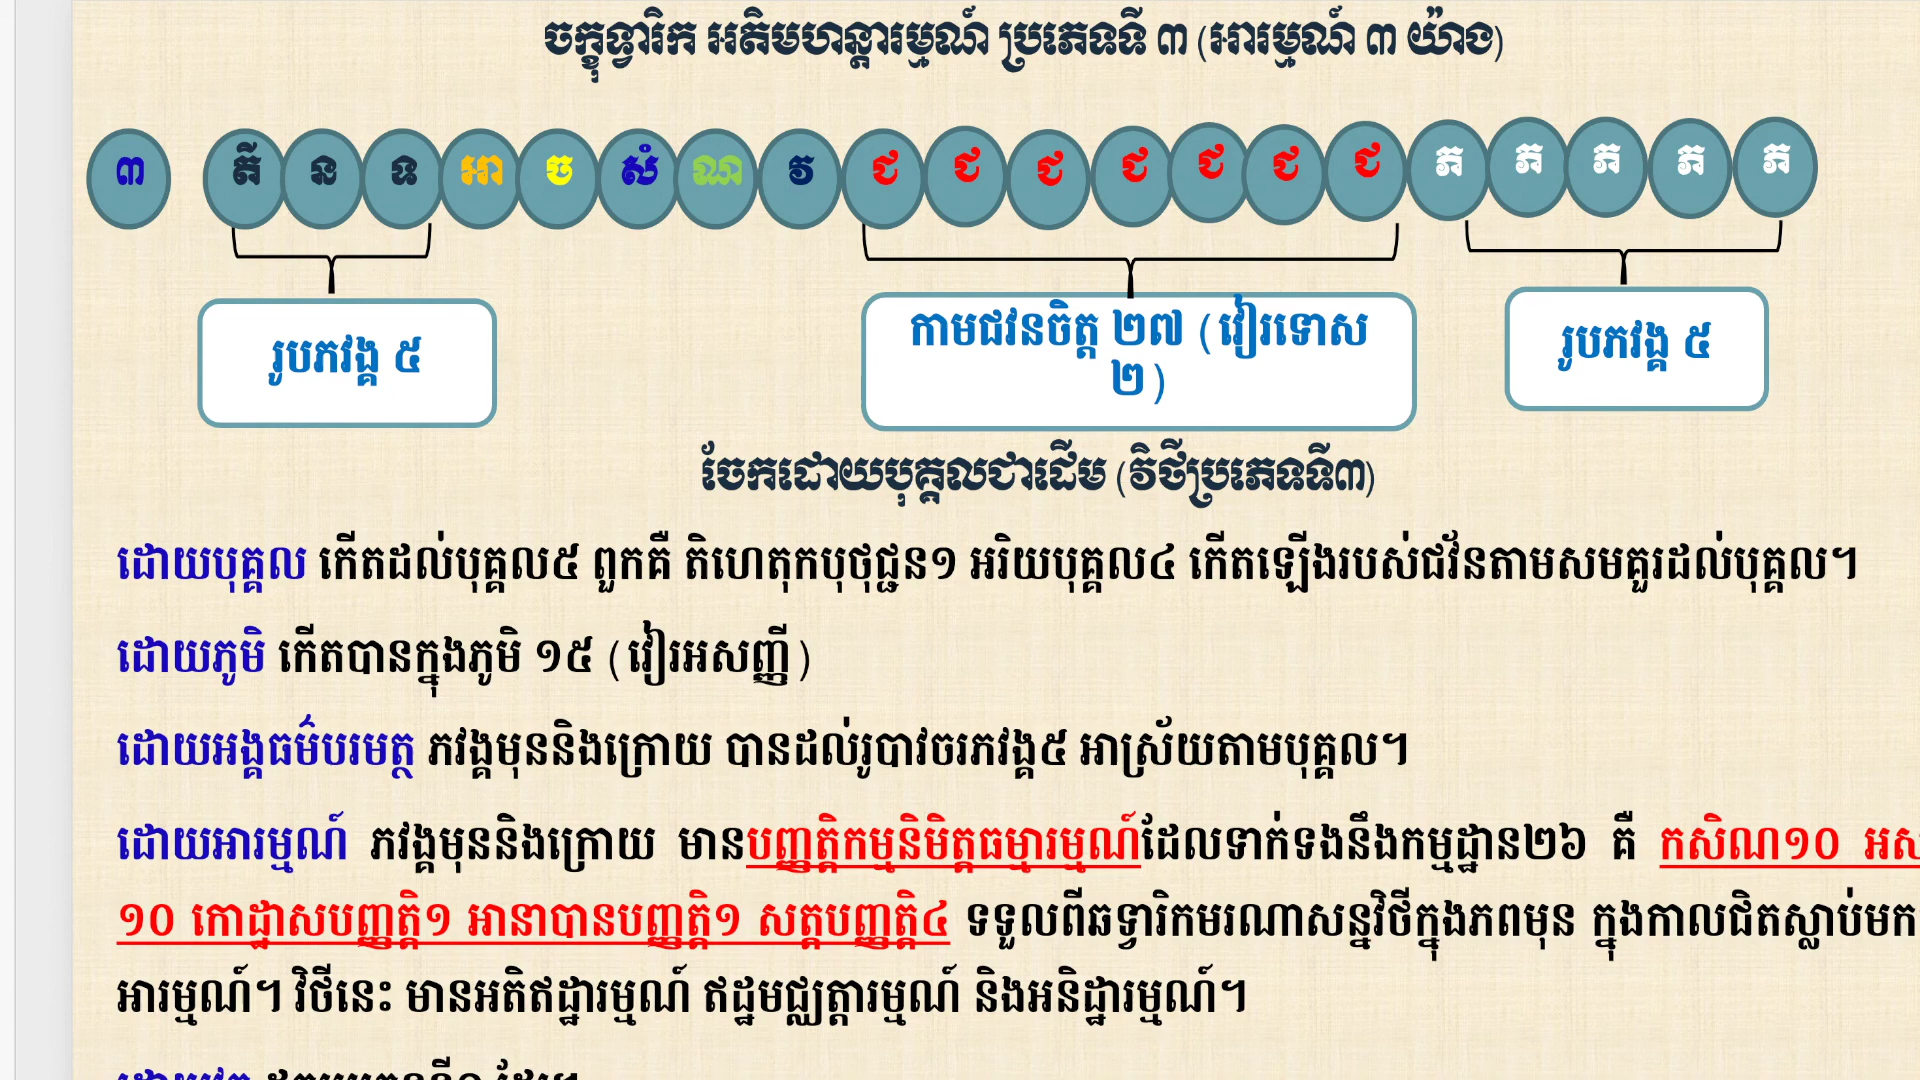 ចក្ខុទ្វារិក អតិមហន្តារម្មណ៍ ប្រភេទទី ៣ (អារម្មណ៍ ៣ យ៉ាង)
៣ តី ន ទ អា ច សំ ណ វ ជ ជ ជ ជ ជ ជ ជ ភ ភ ភ ភ ភ
រូបភវង្គ ៥
កាមជវនចិត្ត ២៧ (វៀរទោស
២)
រូបភវង្គ ៥
ចែកដោយបុគ្គលជាដើម (វិថីប្រភេទទី៣)
ដោយបុគ្គល កើតដល់បុគ្គល៥ ពួកគឺ តិហេតុកបុថុជ្ជន១ អរិយបុគ្គល៤ កើតឡើងរបស់ជវ័នតាមសមគួរដល់បុគ្គល។
ដោយភូមិ កើតបានក្នុងភូមិ ១៥ (វៀរអសញ្ញី)
ដោយអង្គធម៌បរមត្ថ ភវង្គមុននិងក្រោយ បានដល់រូបាវចរភវង្គ៥ អាស្រ័យតាមបុគ្គល។
ដោយអារម្មណ៍ ភវង្គមុននិងក្រោយ មានបញ្ញត្តិកម្មនិមិត្តធម្មារម្មណ៍ដែលទាក់ទងនឹងកម្មដ្ឋាន២៦ គឺ កសិណ១០
១០ កោដ្ឋាសបញ្ញត្តិ១ អានាបានបញ្ញត្តិ១ សត្តបញ្ញត្តិ៤ ទទួលពីឆទ្វារិកមរណាសន្នវិថីក្នុងភពមុន ក្នុងកាលជិតស្លាប់មក
អារម្មណ៍។ វិថីនេះ មានអតិឥដ្ឋារម្មណ៍ ឥដ្ឋមជ្ឈត្តារម្មណ៍ និងអនិដ្ឋារម្មណ៍។